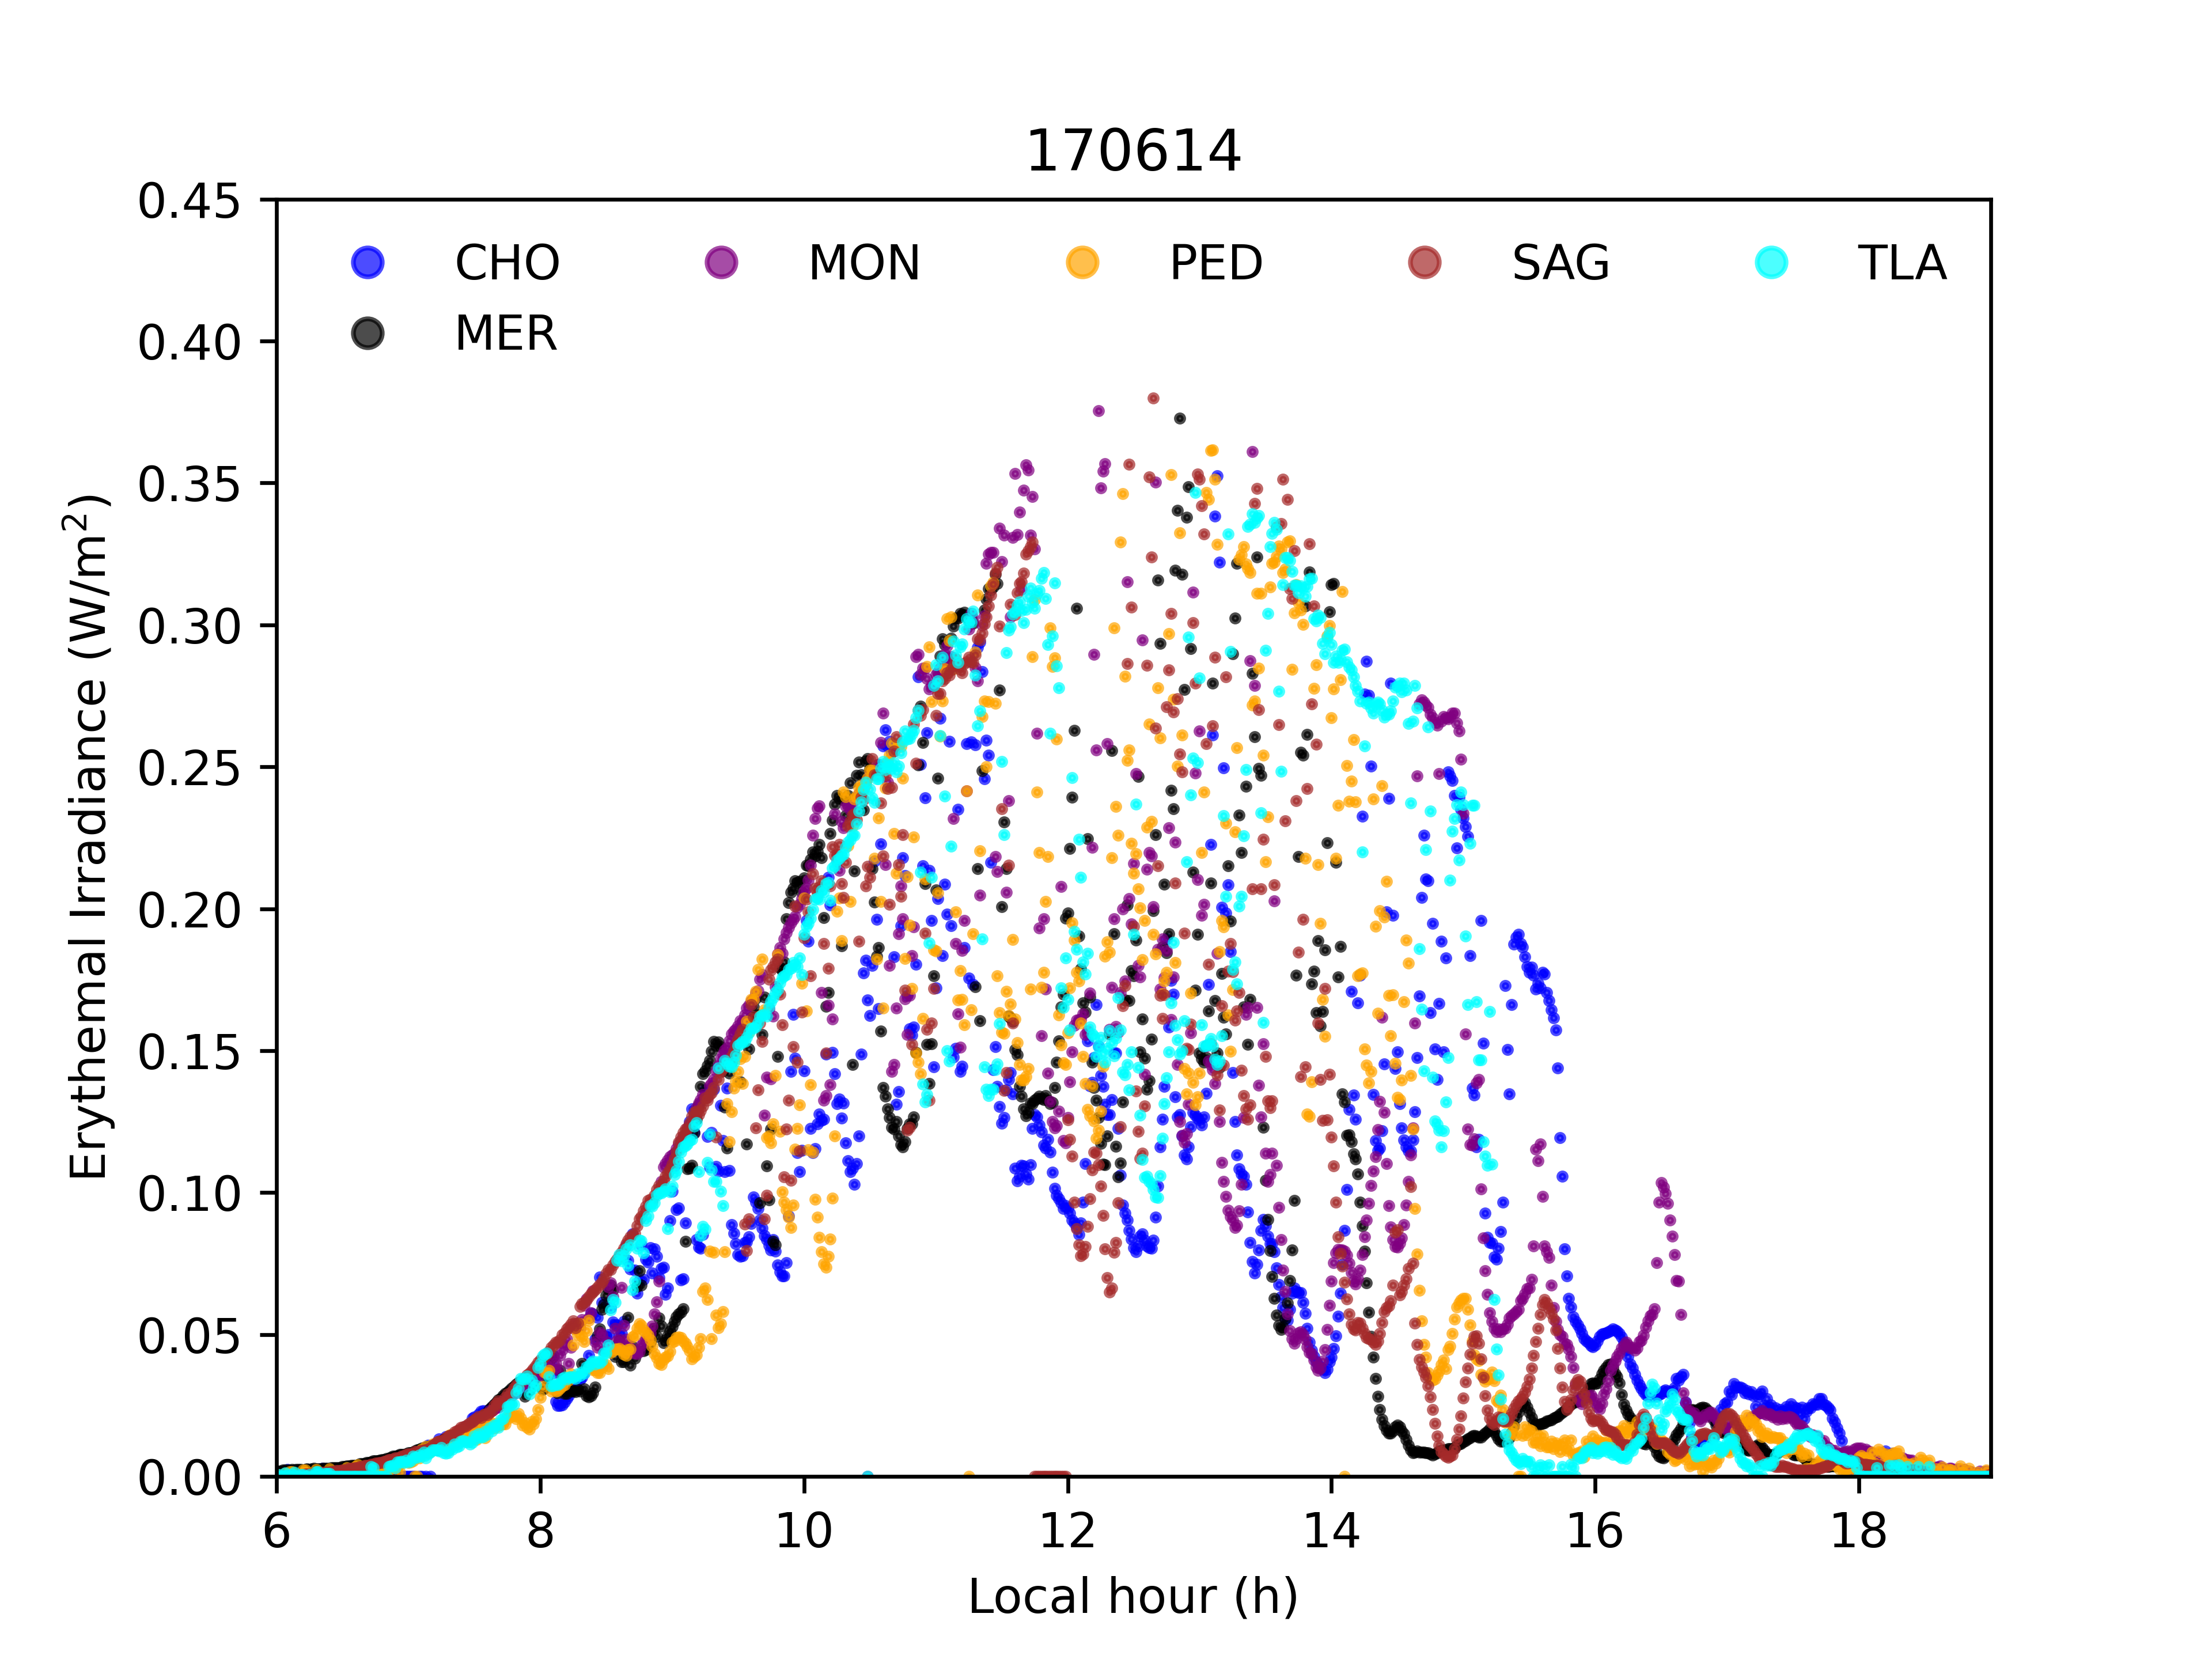 170614
0.45
0.40
0.35
0.30
0.25
0.20
0.15
0.10
0.05
0.00
Erythemal Irradiance (W/m²)
CHO MON PED SAG TLA
MER
6 8 10 12 14 16 18
Local hour (h)